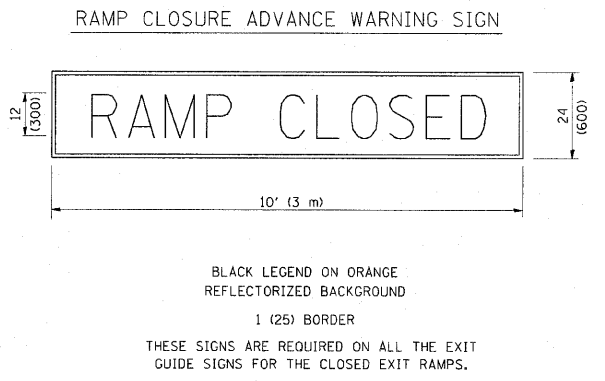 RAMP CLOSURE ADVANCE WARNING SIGN
12
(300)
RAMP CLOSED
24
(600)
10' (3 m)
BLACK LEGEND ON ORANGE
REFLECTORIZED BACKGROUND
1 (25) BORDER
THESE SIGNS ARE REQUIRED ON ALL THE EXIT
GUIDE SIGNS FOR THE CLOSED EXIT RAMPS.